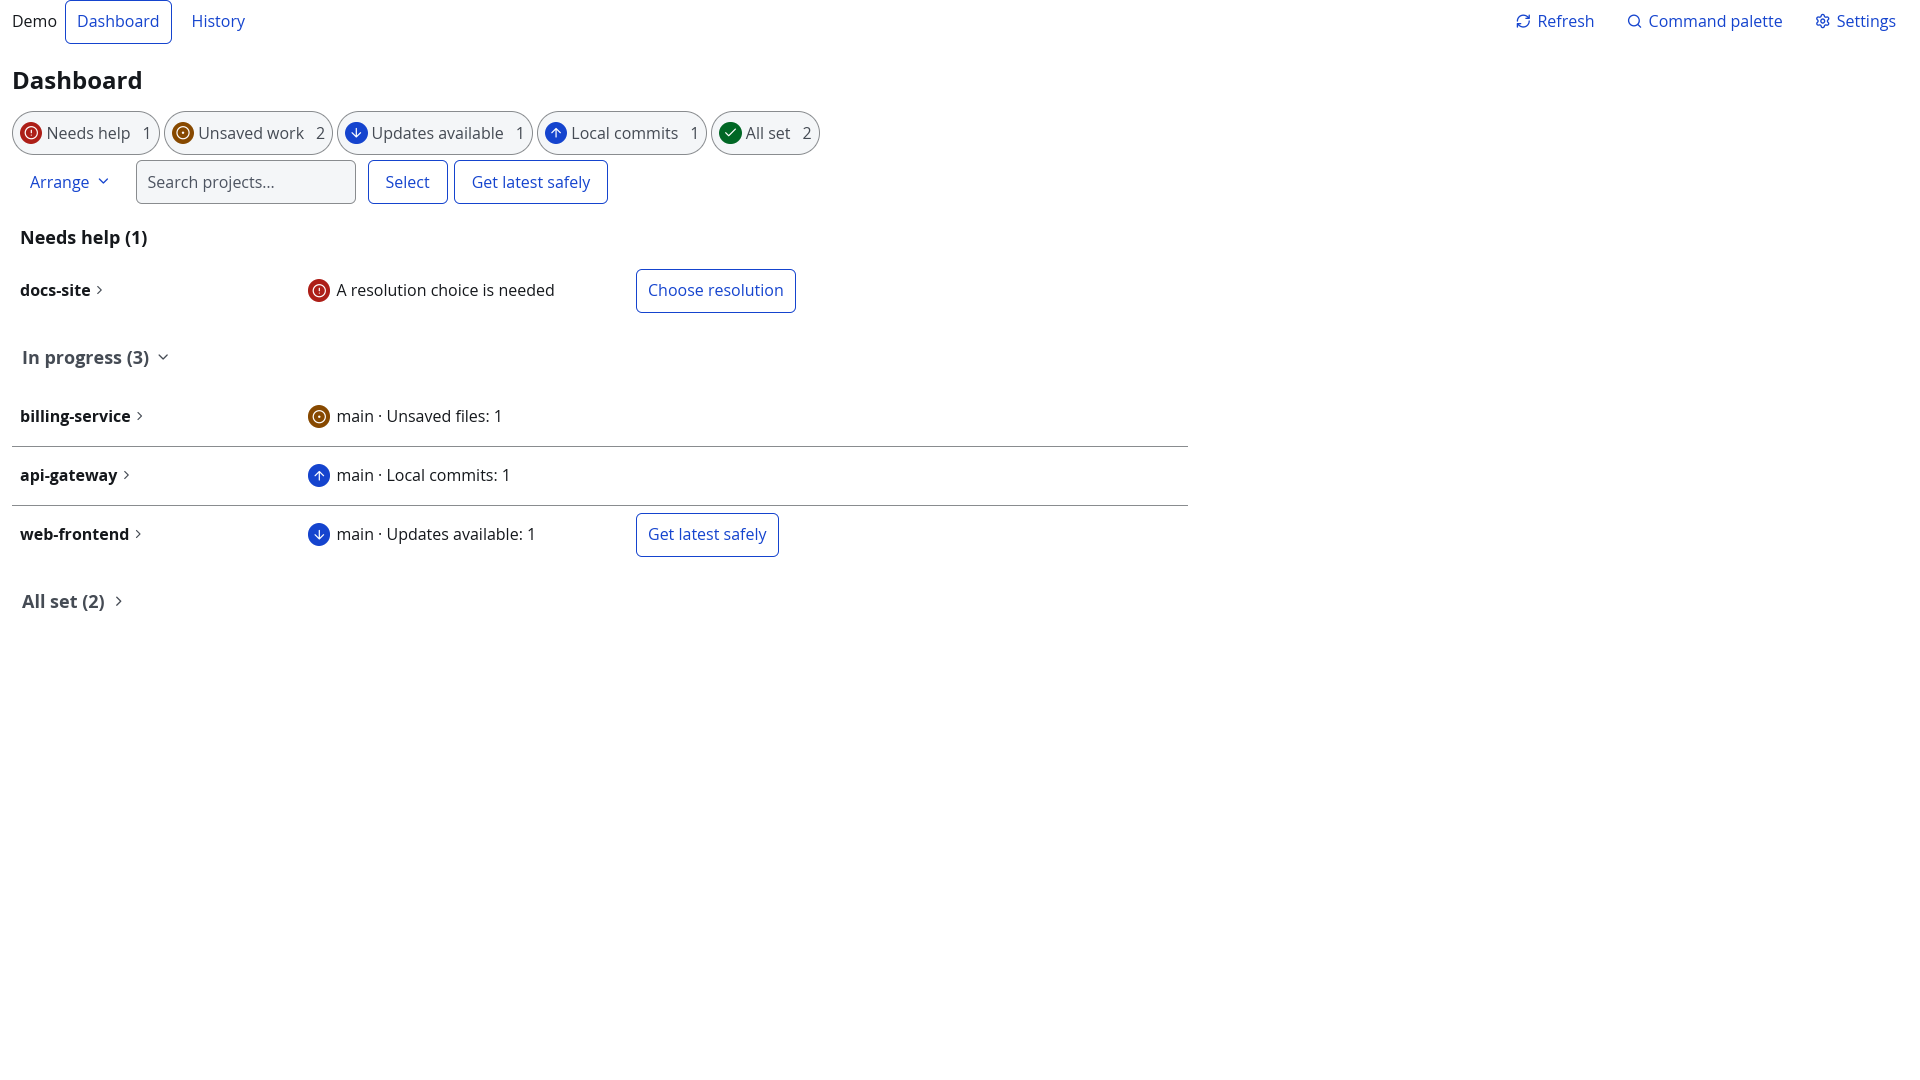 Demo Dashboard History Refresh Command palette Settings
Dashboard
Needs help 1 Unsaved work 2 Updates available 1 Local commits 1 All set 2
Arrange Search projects... Select Get latest safely
Needs help (1)
docs-site A resolution choice is needed Choose resolution
In progress (3)
billing-service main · Unsaved files: 1
api-gateway main · Local commits: 1
web-frontend main · Updates available: 1 Get latest safely
All set (2)